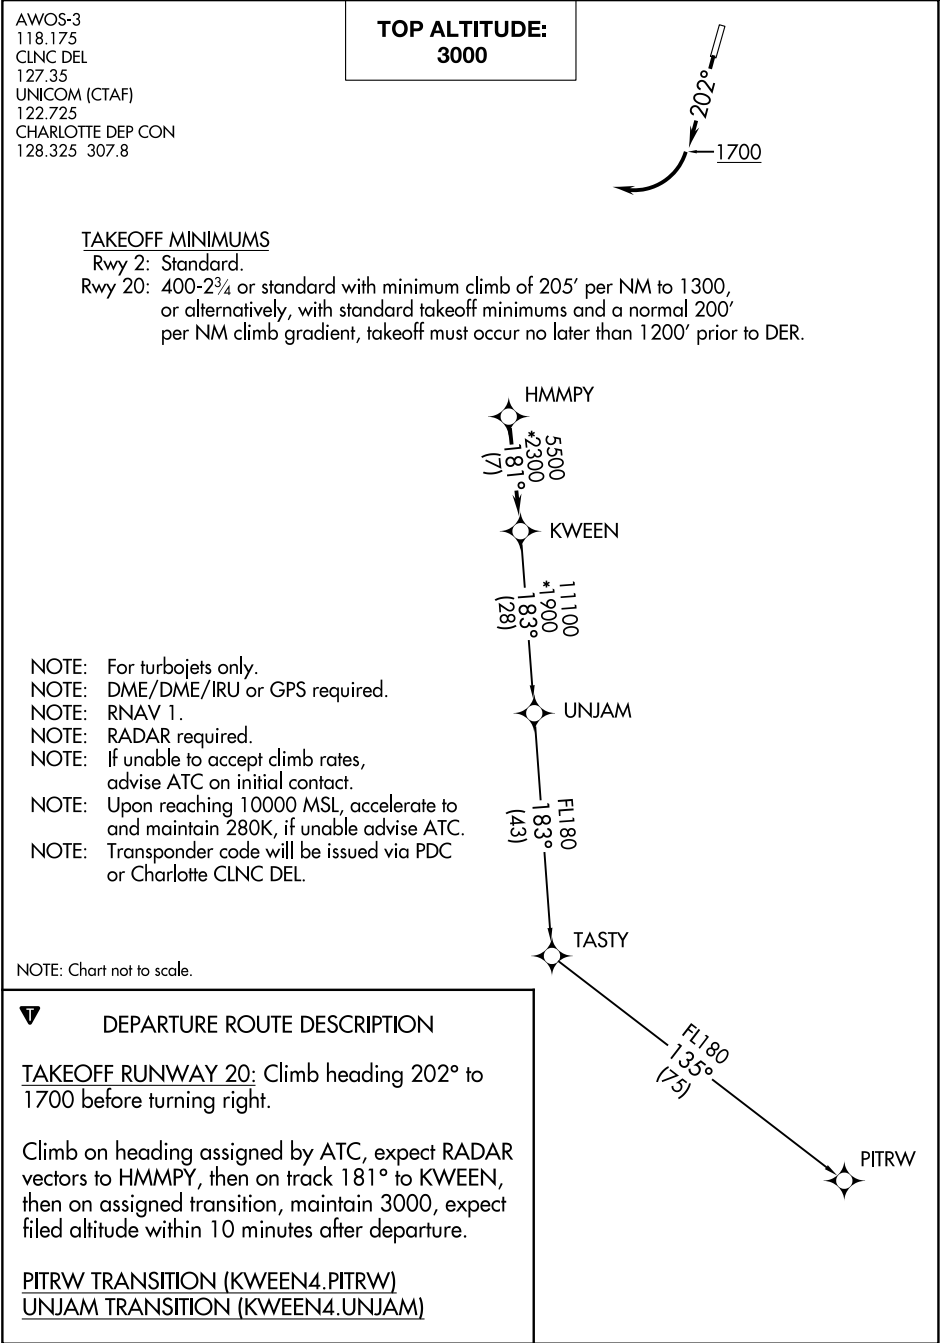 AWOS-3
118.175
CLNC DEL
127.35
UNICOM (CTAF)
122.725
CHARLOTTE DEP CON
128.325 307.8
TOP ALTITUDE:
3000
202°
1700
TAKEOFF MINIMUMS
Rwy 2: Standard.
Rwy 20: 400-2¾ or standard with minimum climb of 205' per NM to 1300,
or alternatively, with standard takeoff minimums and a normal 200'
per NM climb gradient, takeoff must occur no later than 1200' prior to DER.
HMMPY
5500
*2300
181°
(7)
KWEEN
11100
*1900
183°
(28)
UNJAM
FL180
183°
(43)
TASTY
FL180
135°
(75)
PITRW
NOTE: For turbojets only.
NOTE: DME/DME/IRU or GPS required.
NOTE: RNAV 1.
NOTE: RADAR required.
NOTE: If unable to accept climb rates,
advise ATC on initial contact.
NOTE: Upon reaching 10000 MSL, accelerate to
and maintain 280K, if unable advise ATC.
NOTE: Transponder code will be issued via PDC
or Charlotte CLNC DEL.
NOTE: Chart not to scale.
T
DEPARTURE ROUTE DESCRIPTION
TAKEOFF RUNWAY 20: Climb heading 202° to
1700 before turning right.
Climb on heading assigned by ATC, expect RADAR
vectors to HMMPY, then on track 181° to KWEEN,
then on assigned transition, maintain 3000, expect
filed altitude within 10 minutes after departure.
PITRW TRANSITION (KWEEN4.PITRW)
UNJAM TRANSITION (KWEEN4.UNJAM)